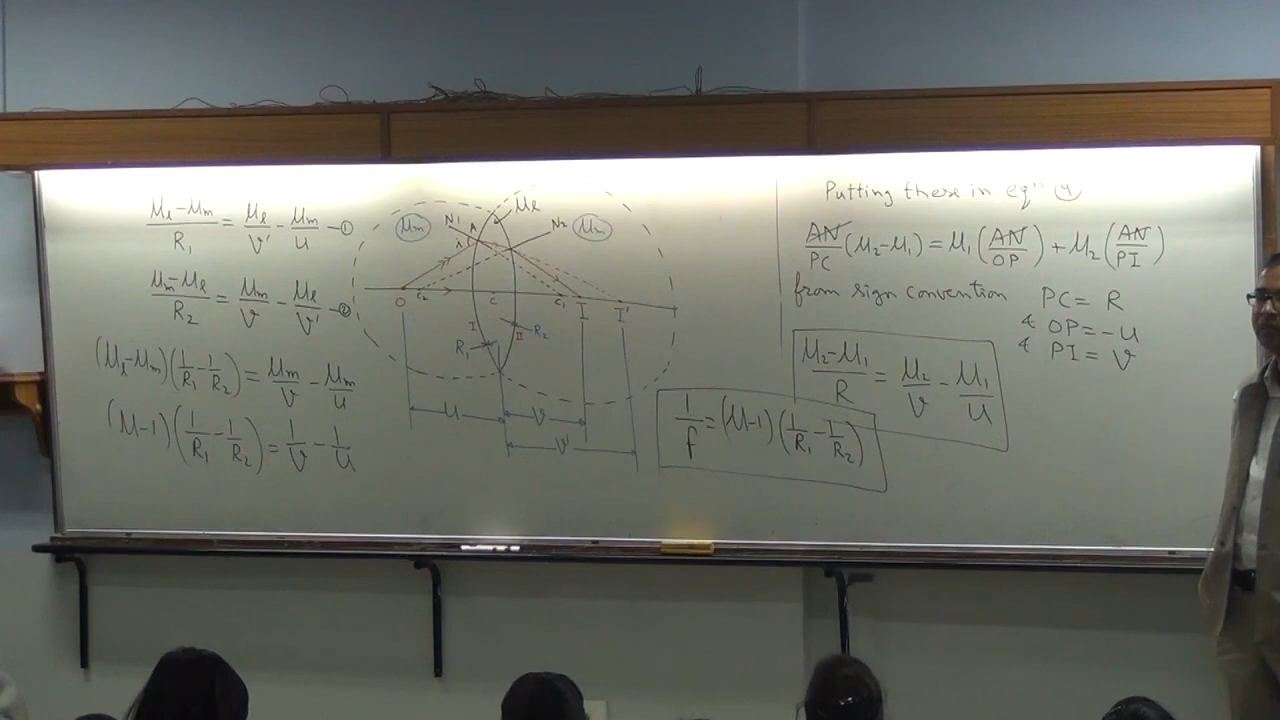 (μl-μm)/R1 = μl/v' - μm/u -①
(μm-μl)/R2 = μm/v - μl/v' -②
(μl-μm)(1/R1 - 1/R2) = μm/v - μm/u
(μ-1)(1/R1 - 1/R2) = 1/v - 1/u
μm
N1
A
μl
N2
μm
i
O
C2
C
C1
I
I'
I
II
R2
R1
u
v
v'
Putting these in eqn ④
AN/PC (μ2-μ1) = μ1(AN/OP) + μ2(AN/PI)
from sign convention PC = R
& OP = -u
& PI = v
(μ2-μ1)/R = μ2/v - μ1/u
1/f = (μ-1)(1/R1 - 1/R2)